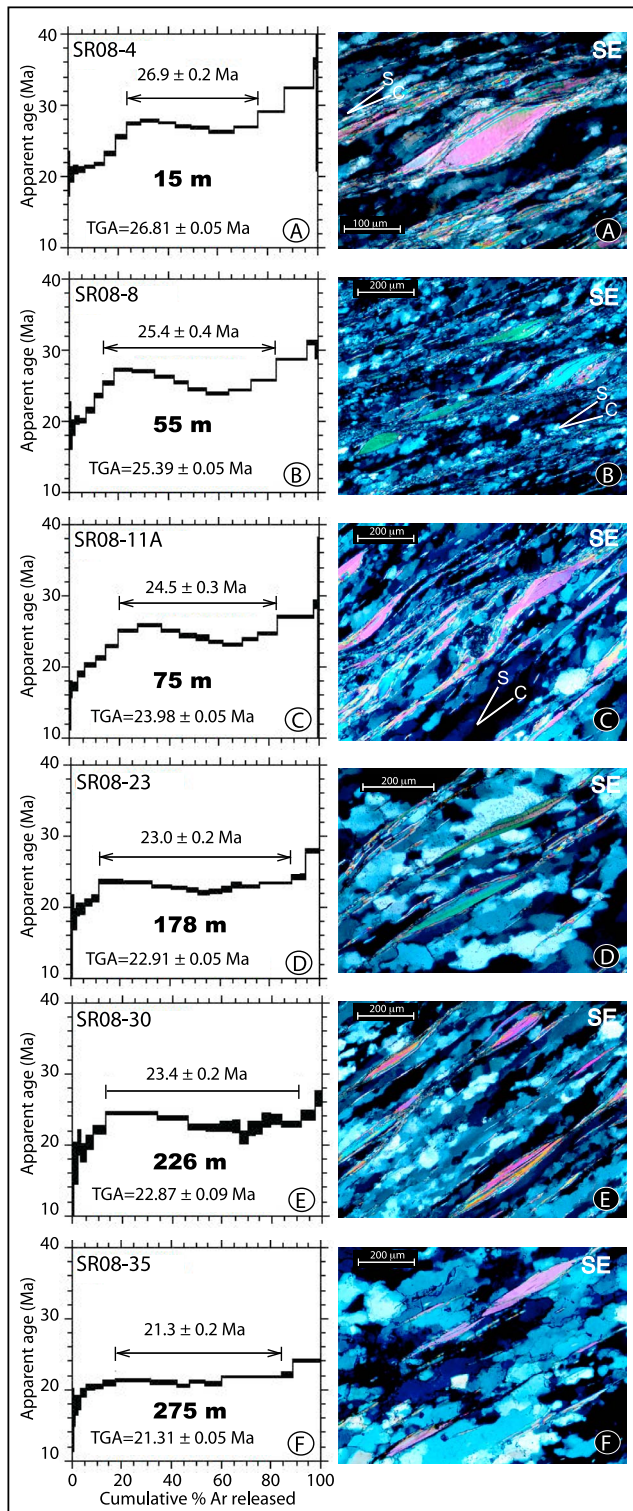 SR08-4
40
30
20
10
Apparent age (Ma)
26.9 ± 0.2 Ma
15 m
TGA=26.81 ± 0.05 Ma
A
SE
S
C
100 µm
A
SR08-8
40
30
20
10
Apparent age (Ma)
25.4 ± 0.4 Ma
55 m
TGA=25.39 ± 0.05 Ma
B
200 µm
SE
S
C
B
SR08-11A
40
30
20
10
Apparent age (Ma)
24.5 ± 0.3 Ma
75 m
TGA=23.98 ± 0.05 Ma
C
200 µm
SE
S
C
C
SR08-23
40
30
20
10
Apparent age (Ma)
23.0 ± 0.2 Ma
178 m
TGA=22.91 ± 0.05 Ma
D
200 µm
SE
D
SR08-30
40
30
20
10
Apparent age (Ma)
23.4 ± 0.2 Ma
226 m
TGA=22.87 ± 0.09 Ma
E
200 µm
SE
E
SR08-35
40
30
20
10
Apparent age (Ma)
21.3 ± 0.2 Ma
275 m
TGA=21.31 ± 0.05 Ma
F
0 20 40 60 80 100
Cumulative % Ar released
200 µm
SE
F